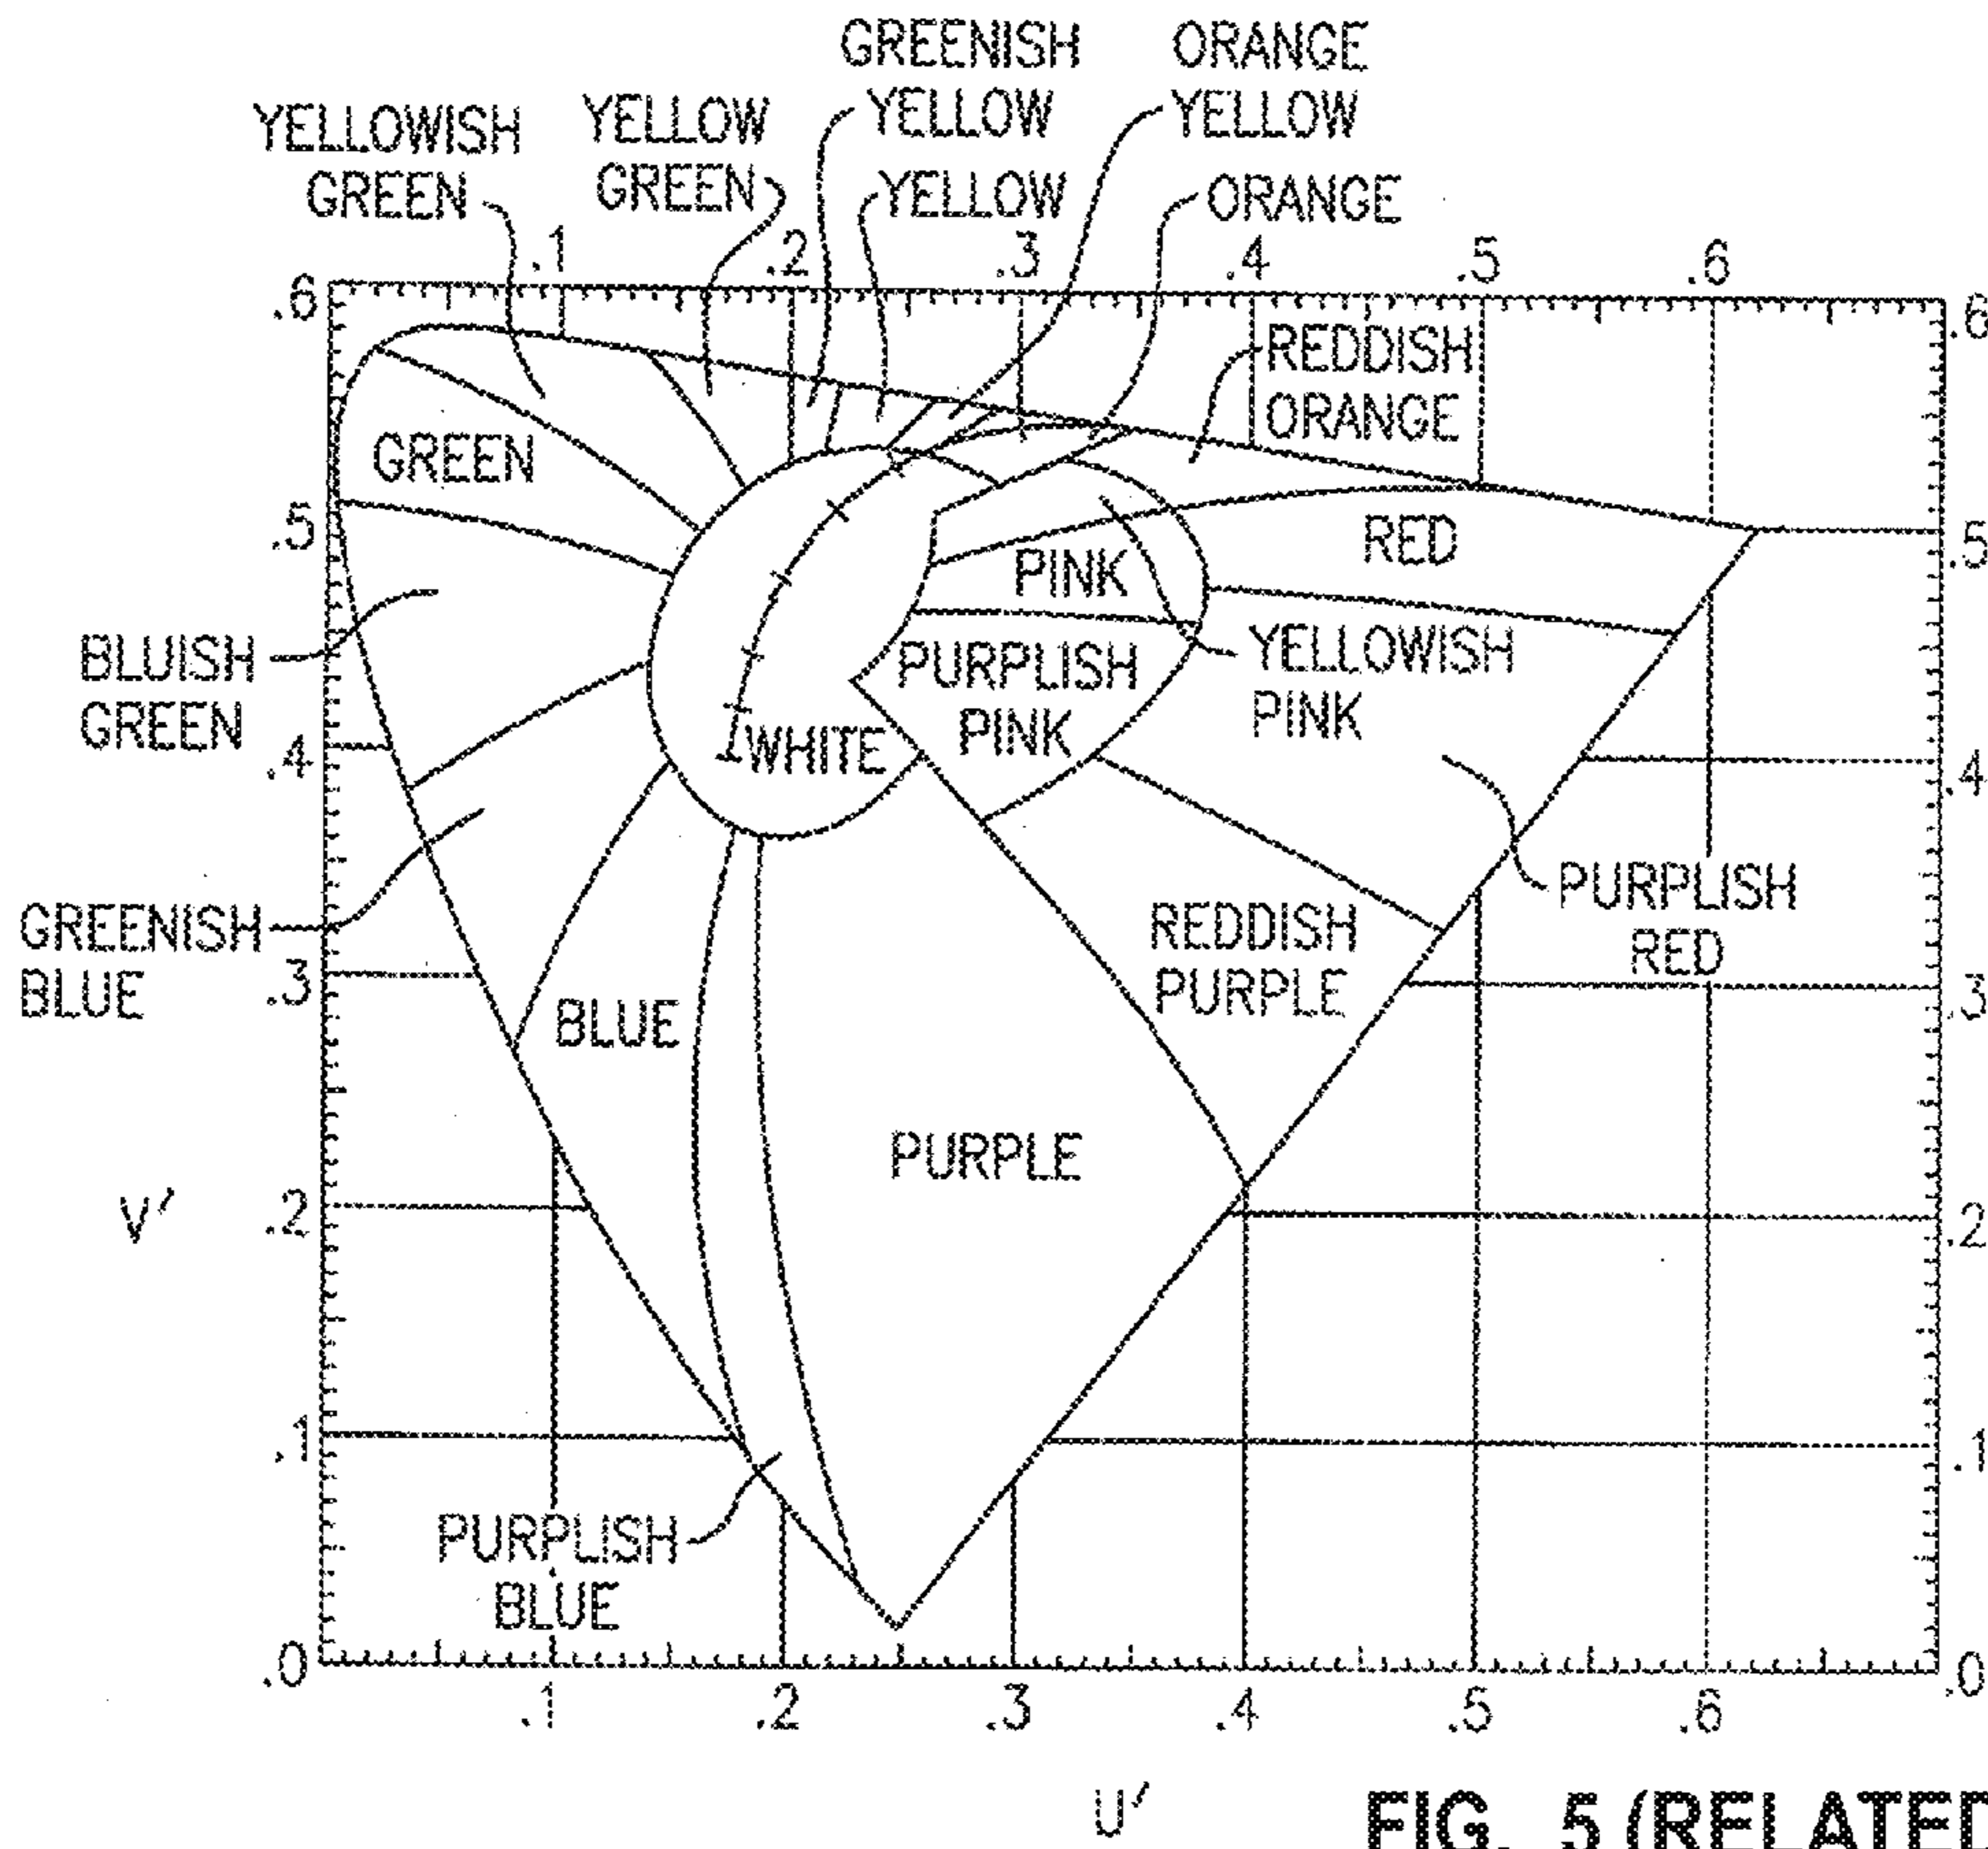 GREENISH
YELLOW
ORANGE
YELLOW
YELLOWISH
GREEN
YELLOW
GREEN
YELLOW
ORANGE
.1
.2
.3
.4
.5
.6
.6
.6
REDDISH
ORANGE
GREEN
.5
.5
RED
PINK
BLUISH
GREEN
PURPLISH
PINK
YELLOWISH
PINK
.4
.4
WHITE
GREENISH
BLUE
PURPLISH
RED
REDDISH
PURPLE
.3
.3
BLUE
PURPLE
V'
.2
.2
.1
.1
PURPLISH
BLUE
.0
.0
.1
.2
.3
.4
.5
.6
U'
FIG. 5 (RELATED